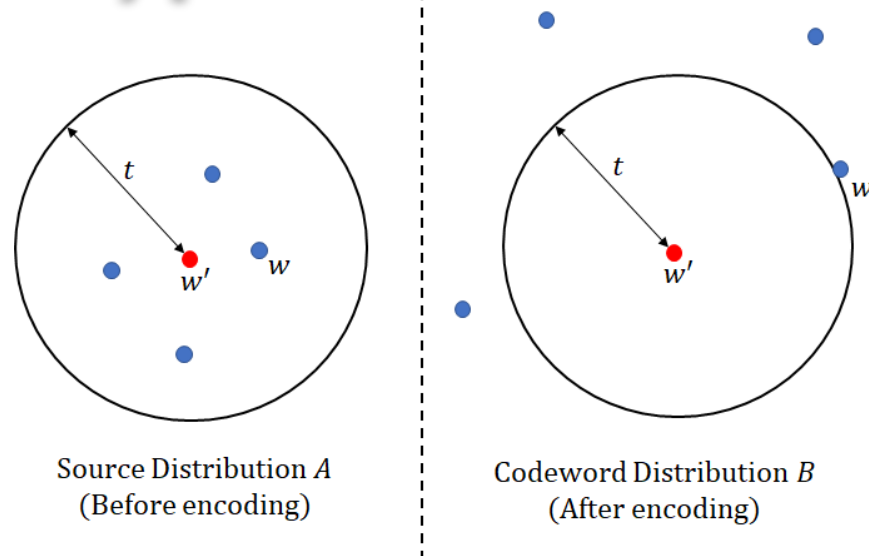 t
w
w'
Source Distribution A
(Before encoding)
t
w
w'
Codeword Distribution B
(After encoding)